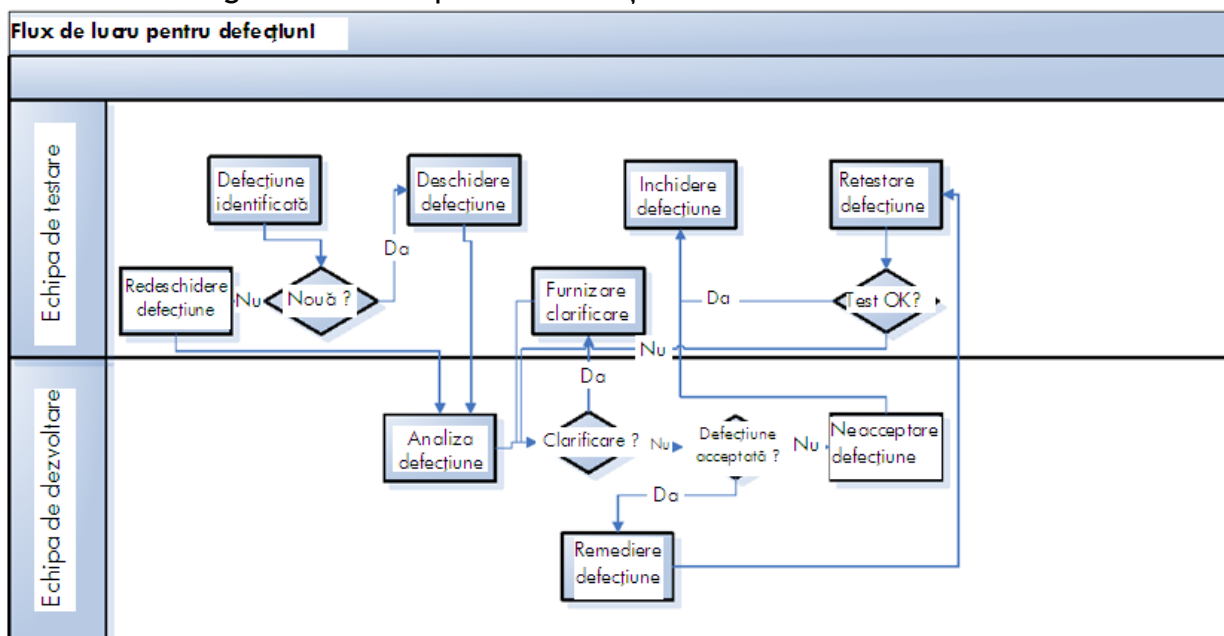 Flux de lucru pentru defecțiunI
Echipa de testare
Defecțiune
identificată
Deschidere
defecțiune
Inchidere
defecțiune
Retestare
defecțiune
Da
Redeschidere
defecțiune
Nu
Nouă ?
Furnizare
clarificare
Da
Test OK?
Nu
Da
Echipa de dezvoltare
Analiza
defecțiune
Clarificare ?
Nu
Defecțiune
acceptată ?
Nu
Neacceptare
defecțiune
Da
Remediere
defecțiune